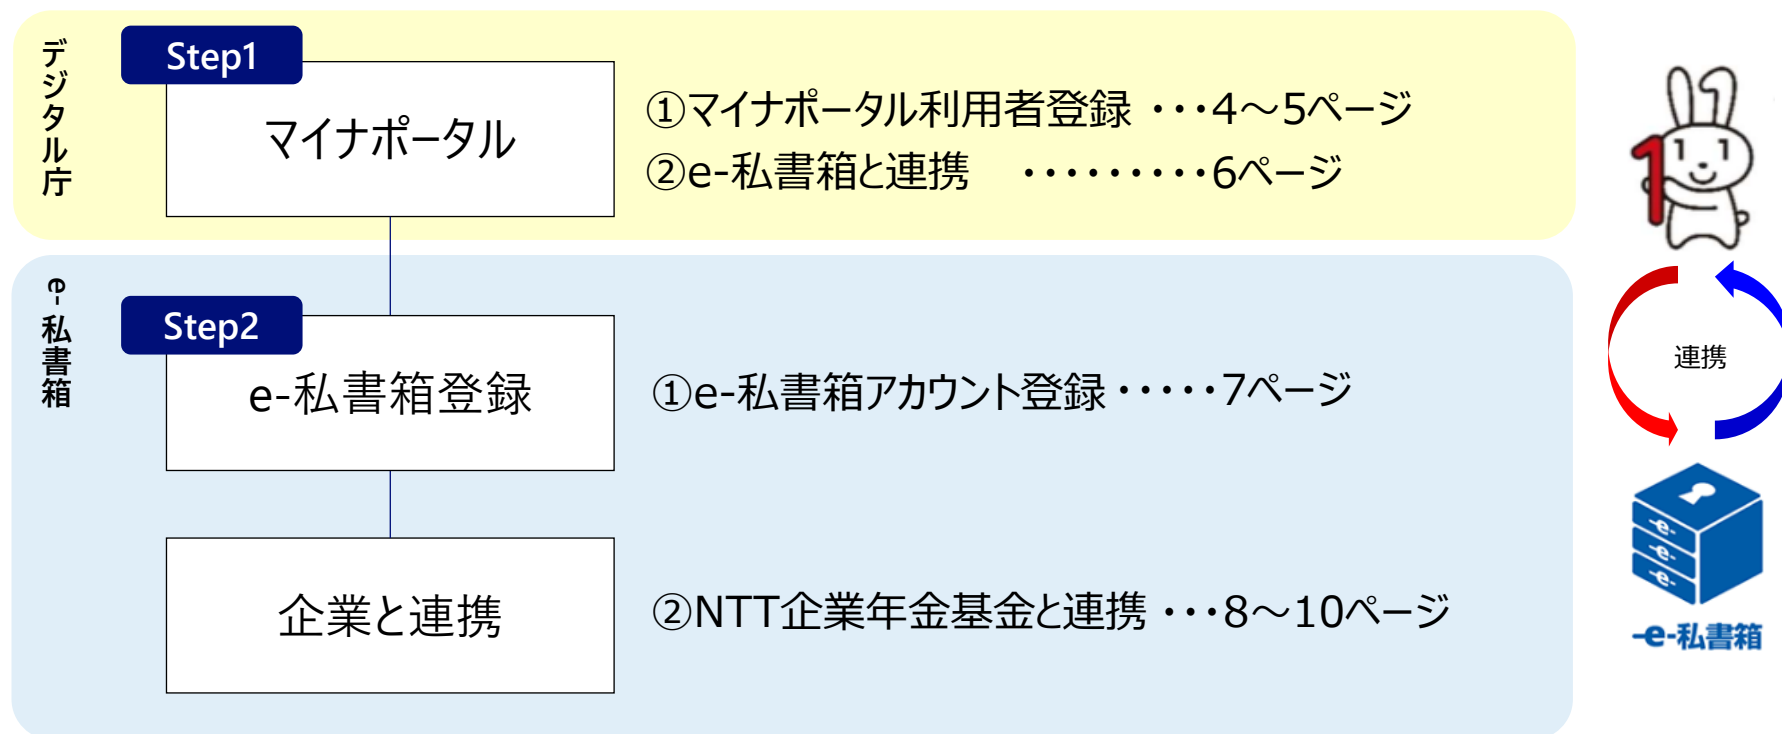 デジタル庁
Step1
マイナポータル
①マイナポータル利用者登録 ・・・4～5ページ
②e-私書箱と連携 ・・・・・・・・・6ページ
e-私書箱
Step2
e-私書箱登録
①e-私書箱アカウント登録・・・・・7ページ
企業と連携
②NTT企業年金基金と連携 ・・・8～10ページ
1
連携
-e-
-e-
-e-
-e-私書箱